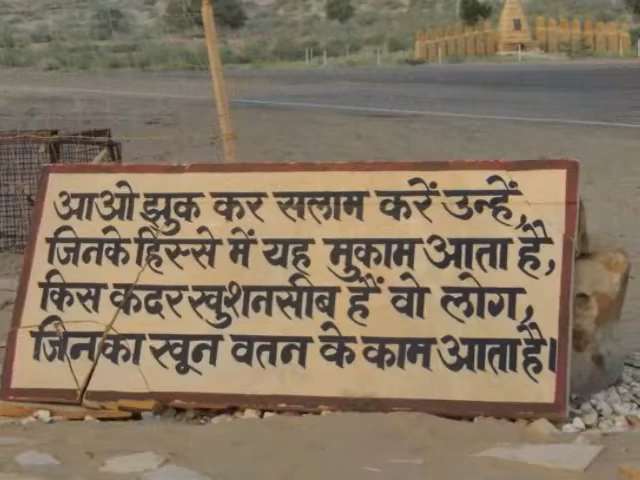 आओ झुक कर सलाम करें उन्हें,
जिनके हिस्से में यह मुकाम आता है,
किस कदर खुशनसीब हैं वो लोग,
जिनका खून वतन के काम आता है।